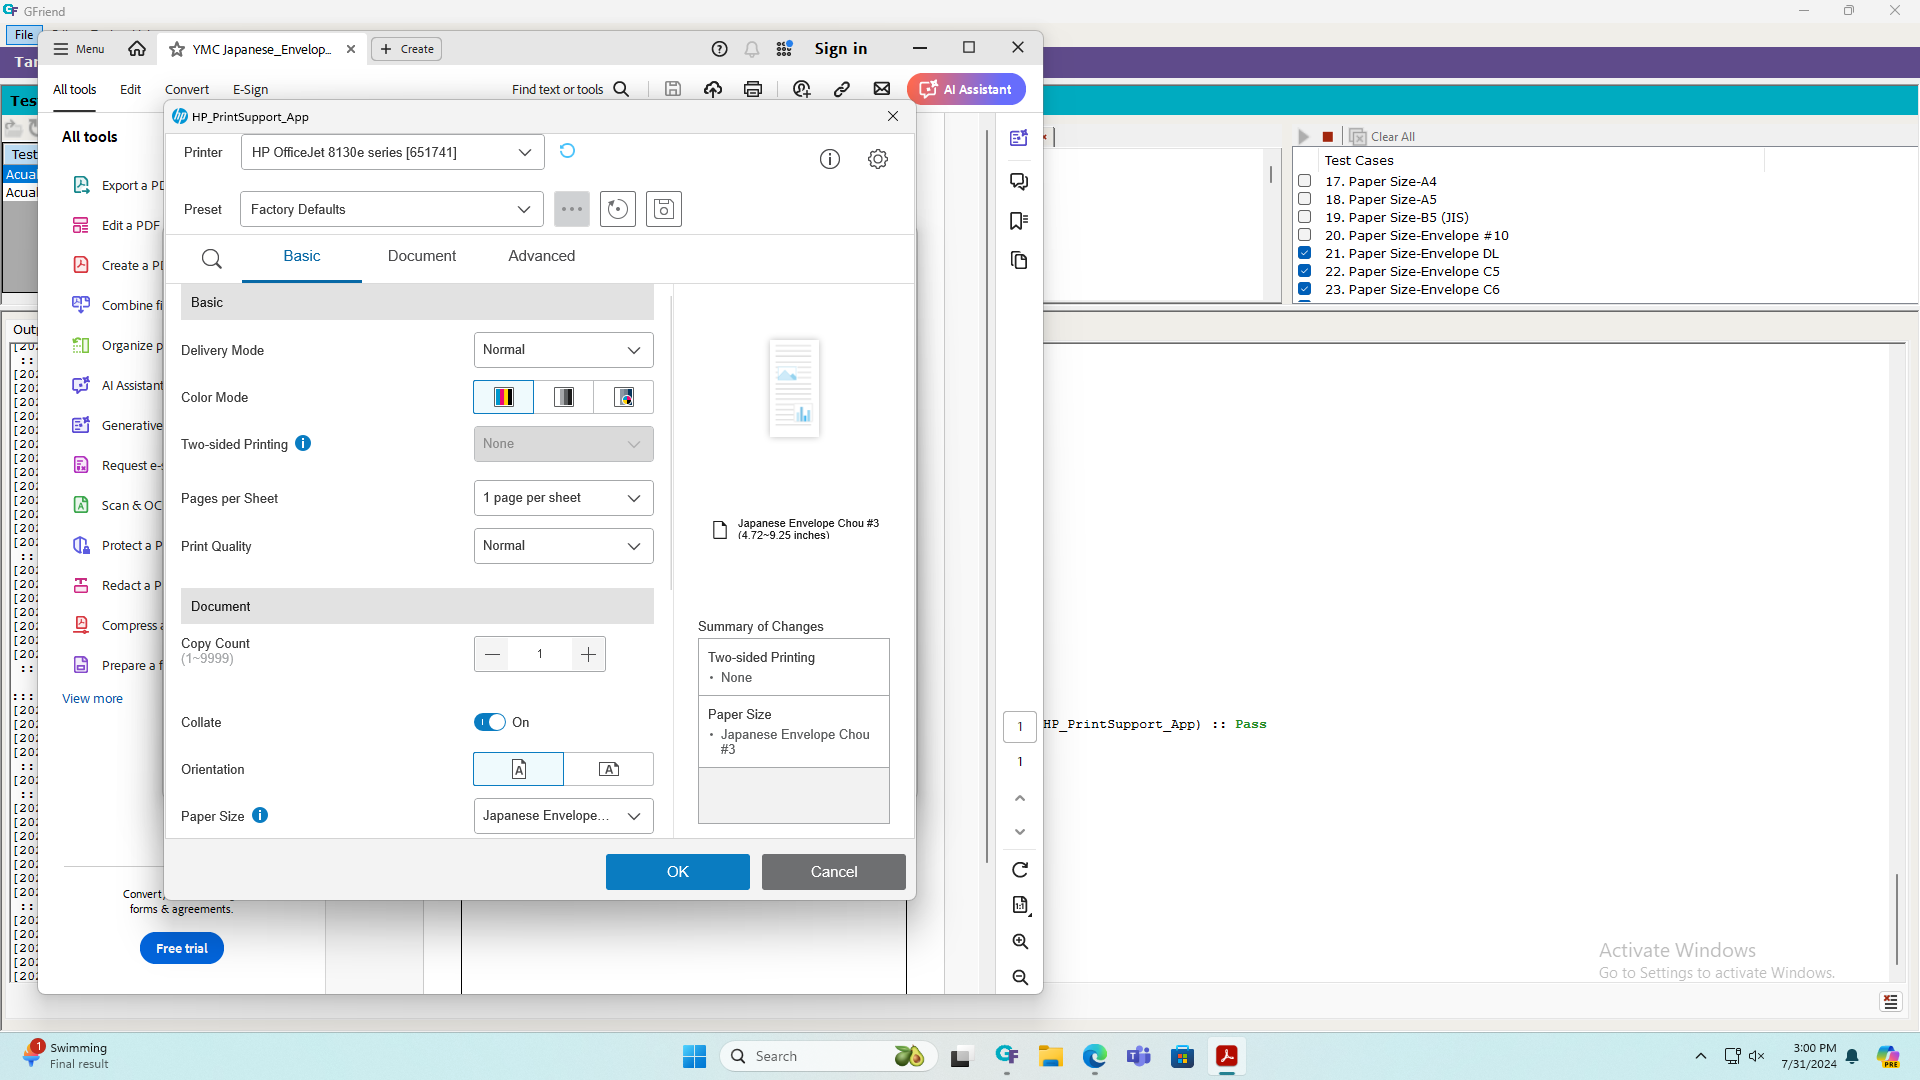 GFriend
File
Menu
YMC Japanese_Envelop...
Create
Sign in
All tools
Edit
Convert
E-Sign
Find text or tools
AI Assistant
All tools
Export a PD
Edit a PDF
Create a PD
Combine fi
Organize p
AI Assistant
Generative
Request e-s
Scan & OC
Protect a P
Redact a P
Compress a
Prepare a f
View more
Convert,
forms & agreements.
Free trial
HP_PrintSupport_App
Printer
HP OfficeJet 8130e series [651741]
Preset
Factory Defaults
Basic
Document
Advanced
Basic
Delivery Mode
Normal
Color Mode
Two-sided Printing
None
Pages per Sheet
1 page per sheet
Print Quality
Normal
Document
Copy Count
(1~9999)
1
Collate
On
Orientation
Paper Size
Japanese Envelope...
Japanese Envelope Chou #3
(4.72~9.25 inches)
Summary of Changes
Two-sided Printing
• None
Paper Size
• Japanese Envelope Chou
#3
OK
Cancel
1
1
Clear All
Test Cases
17. Paper Size-A4
18. Paper Size-A5
19. Paper Size-B5 (JIS)
20. Paper Size-Envelope #10
21. Paper Size-Envelope DL
22. Paper Size-Envelope C5
23. Paper Size-Envelope C6
HP_PrintSupport_App) :: Pass
Activate Windows
Go to Settings to activate Windows.
1
Swimming
Final result
Search
3:00 PM
7/31/2024
PRE